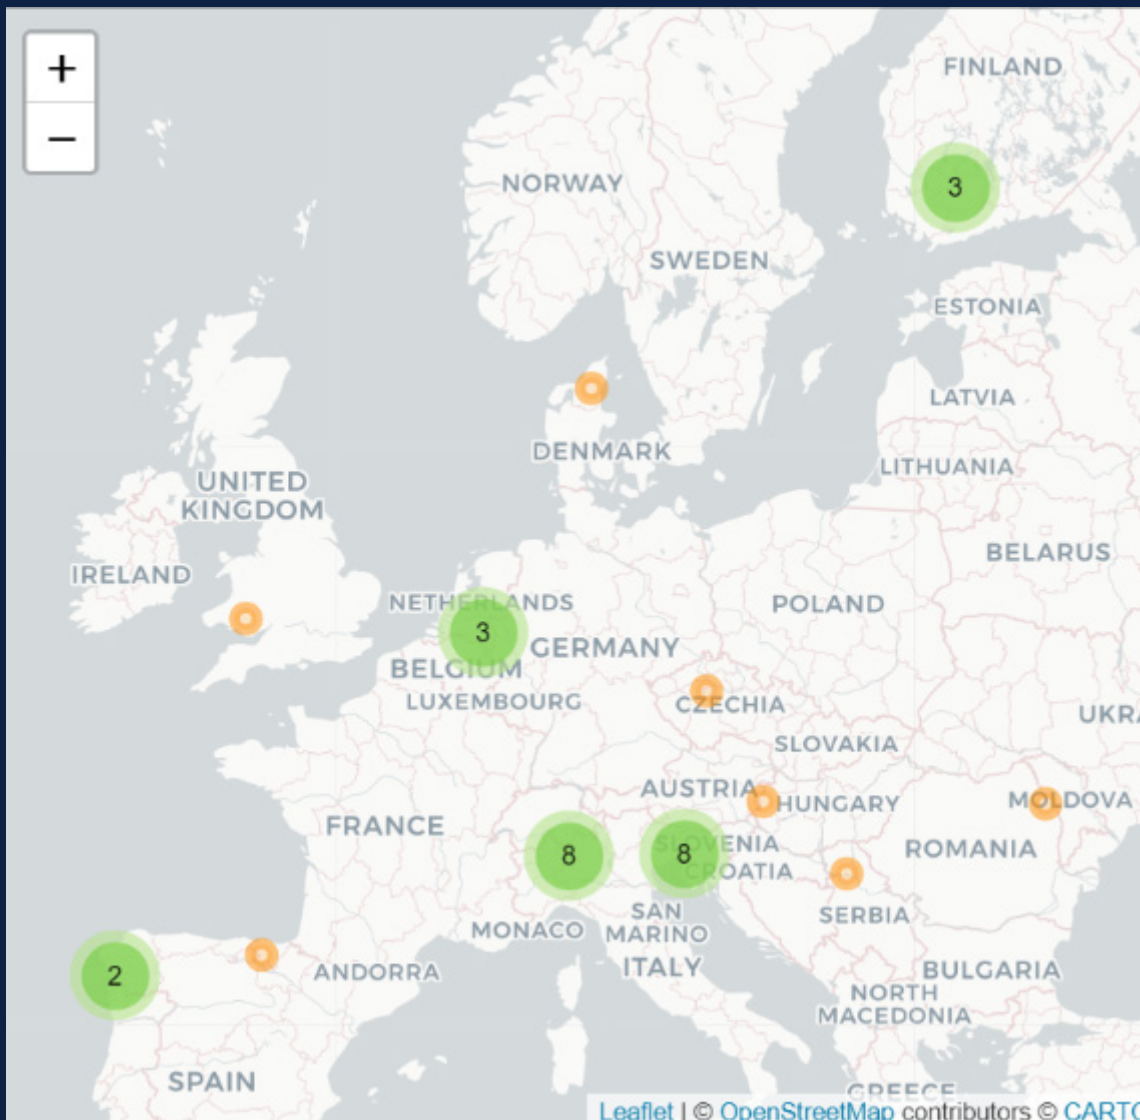 +
−
FINLAND
3
NORWAY
SWEDEN
ESTONIA
LATVIA
DENMARK
LITHUANIA
UNITED
KINGDOM
BELARUS
IRELAND
NETHERLANDS
POLAND
3
GERMANY
BELGIUM
LUXEMBOURG
CZECHIA
UKRA
SLOVAKIA
AUSTRIA
HUNGARY
MOLDOVA
FRANCE
SLOVENIA
ROMANIA
8
8
CROATIA
SAN
MARINO
SERBIA
MONACO
ITALY
2
ANDORRA
BULGARIA
NORTH
MACEDONIA
SPAIN
GREECE
Leaflet | © OpenStreetMap contributors © CARTO